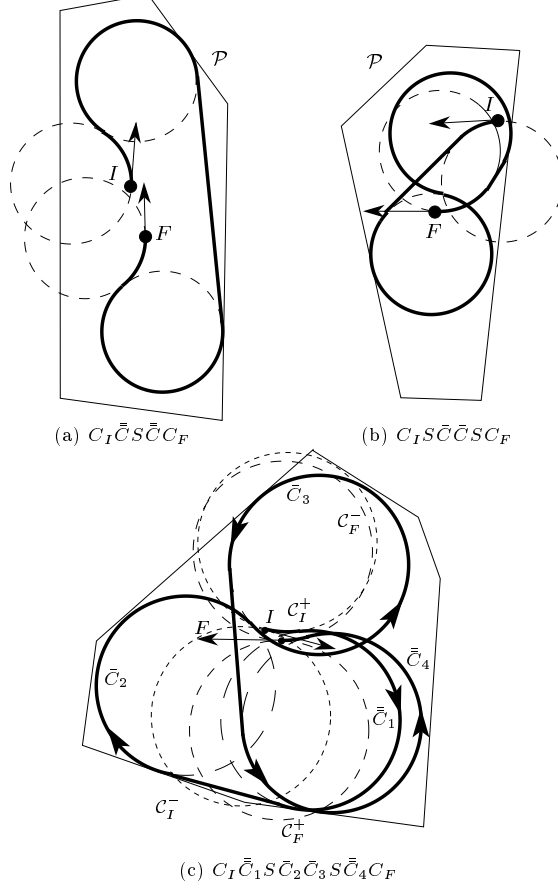 𝒫
I
F
(a) C_I C̿ S C̿ C_F
𝒫
I
F
(b) C_I S C̄ C̄ S C_F
C̄_3
𝒞_F^−
I
𝒞_I^+
F
C̿_4
C̄_2
C̿_1
𝒞_I^−
𝒞_F^+
(c) C_I C̿_1 S C̄_2 C̄_3 S C̿_4 C_F